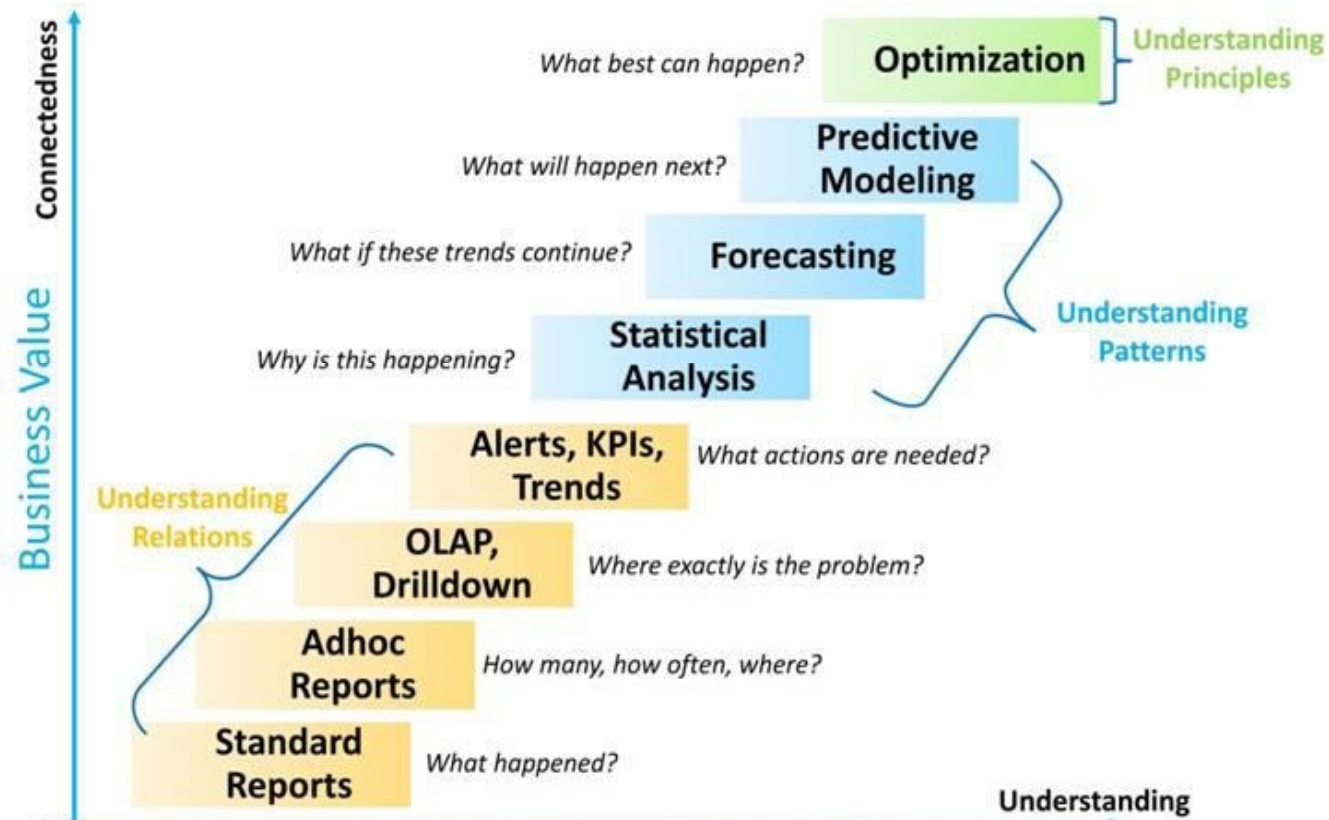 Connectedness
Business Value
What best can happen?
Optimization
Understanding
Principles
What will happen next?
Predictive
Modeling
What if these trends continue?
Forecasting
Understanding
Patterns
Why is this happening?
Statistical
Analysis
Alerts, KPIs,
Trends
What actions are needed?
Understanding
Relations
OLAP,
Drilldown
Where exactly is the problem?
Adhoc
Reports
How many, how often, where?
Standard
Reports
What happened?
Understanding